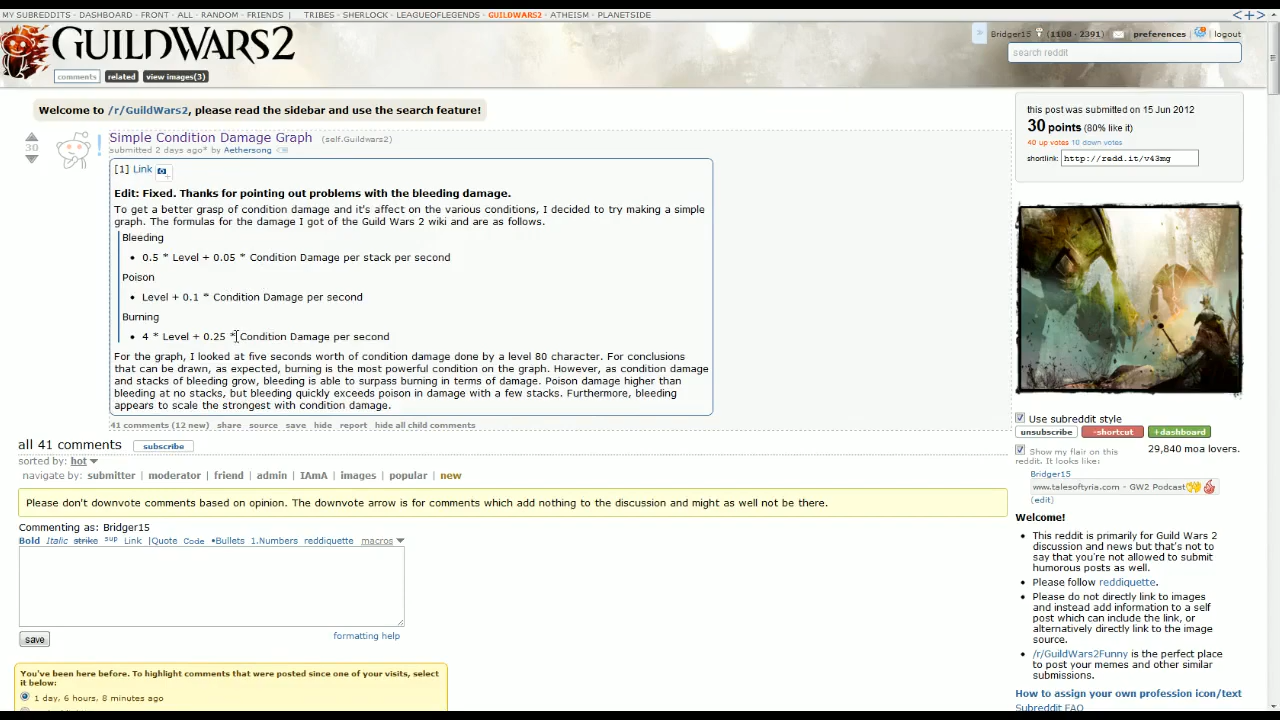 MY SUBREDDITS - DASHBOARD - FRONT - ALL - RANDOM - FRIENDS | TRIBES - SHERLOCK - LEAGUEOFLEGENDS - GUILDWARS2 - ATHEISM - PLANETSIDE <+>
GUILDWARS2
Bridger15 (1108 - 2391) preferences logout
search reddit
comments related view images(3)
Welcome to /r/GuildWars2, please read the sidebar and use the search feature!
Simple Condition Damage Graph (self.Guildwars2)
submitted 2 days ago* by Aethersong
30
[1] Link
Edit: Fixed. Thanks for pointing out problems with the bleeding damage.
To get a better grasp of condition damage and it's affect on the various conditions, I decided to try making a simple
graph. The formulas for the damage I got of the Guild Wars 2 wiki and are as follows.
Bleeding
• 0.5 * Level + 0.05 * Condition Damage per stack per second
Poison
• Level + 0.1 * Condition Damage per second
Burning
• 4 * Level + 0.25 * Condition Damage per second
For the graph, I looked at five seconds worth of condition damage done by a level 80 character. For conclusions
that can be drawn, as expected, burning is the most powerful condition on the graph. However, as condition damage
and stacks of bleeding grow, bleeding is able to surpass burning in terms of damage. Poison damage higher than
bleeding at no stacks, but bleeding quickly exceeds poison in damage with a few stacks. Furthermore, bleeding
appears to scale the strongest with condition damage.
41 comments (12 new) share source save hide report hide all child comments
all 41 comments subscribe
sorted by: hot
navigate by: submitter | moderator | friend | admin | IAmA | images | popular | new
Please don't downvote comments based on opinion. The downvote arrow is for comments which add nothing to the discussion and might as well not be there.
Commenting as: Bridger15
Bold Italic strike sup Link |Quote Code •Bullets 1.Numbers reddiquette macros
save formatting help
You've been here before. To highlight comments that were posted since one of your visits, select
it below:
1 day, 6 hours, 8 minutes ago
this post was submitted on 15 Jun 2012
30 points (80% like it)
40 up votes 10 down votes
shortlink: http://redd.it/v43mg
Use subreddit style
unsubscribe -shortcut +dashboard
Show my flair on this 29,840 moa lovers.
reddit. It looks like:
Bridger15
www.talesoftyria.com - GW2 Podcast
(edit)
Welcome!
• This reddit is primarily for Guild Wars 2
discussion and news but that's not to
say that you're not allowed to submit
humorous posts as well.
• Please follow reddiquette.
• Please do not directly link to images
and instead add information to a self
post which can include the link, or
alternatively directly link to the image
source.
• /r/GuildWars2Funny is the perfect place
to post your memes and other similar
submissions.
How to assign your own profession icon/text
Subreddit FAQ